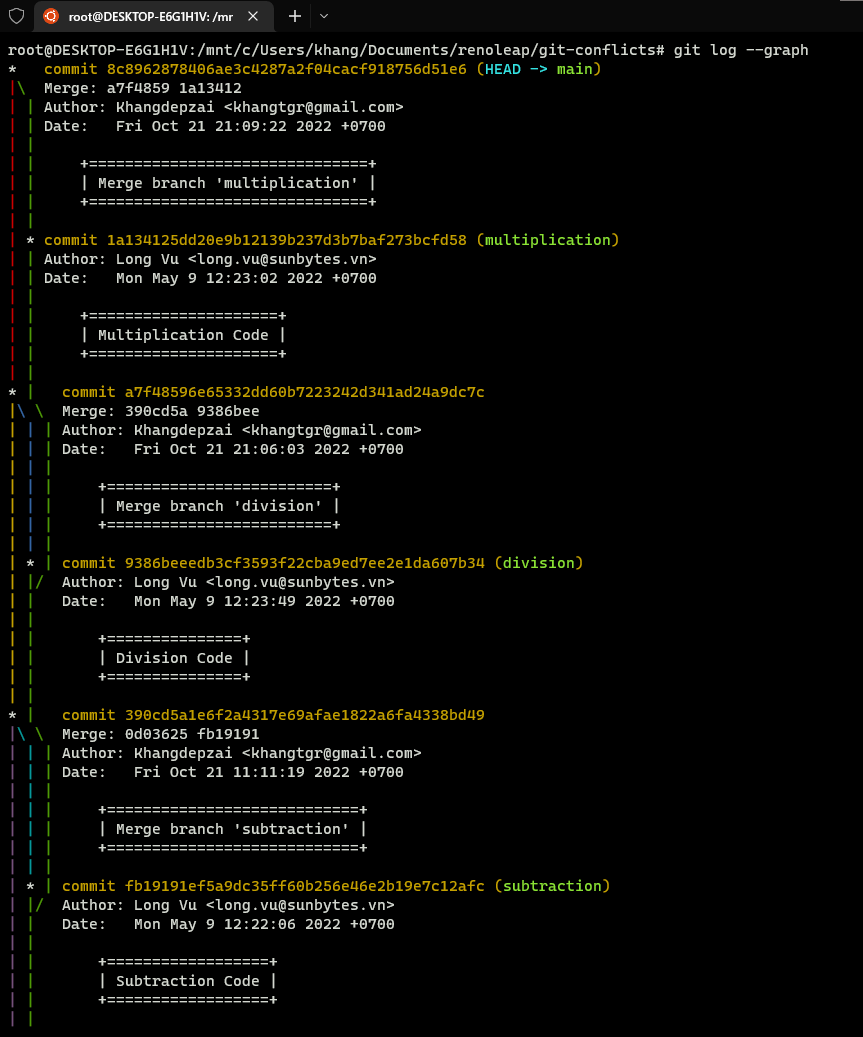 root@DESKTOP-E6G1H1V: /mr
root@DESKTOP-E6G1H1V:/mnt/c/Users/khang/Documents/renoleap/git-conflicts# git log --graph
*   commit 8c8962878406ae3c4287a2f04cacf918756d51e6 (HEAD -> main)
|\  Merge: a7f4859 1a13412
| | Author: Khangdepzai <khangtgr@gmail.com>
| | Date:   Fri Oct 21 21:09:22 2022 +0700
| |
| |     +===============================+
| |     | Merge branch 'multiplication' |
| |     +===============================+
| |
| * commit 1a134125dd20e9b12139b237d3b7baf273bcfd58 (multiplication)
| | Author: Long Vu <long.vu@sunbytes.vn>
| | Date:   Mon May 9 12:23:02 2022 +0700
| |
| |     +=====================+
| |     | Multiplication Code |
| |     +=====================+
| |
* |   commit a7f48596e65332dd60b7223242d341ad24a9dc7c
|\ \  Merge: 390cd5a 9386bee
| | | Author: Khangdepzai <khangtgr@gmail.com>
| | | Date:   Fri Oct 21 21:06:03 2022 +0700
| | |
| | |     +=========================+
| | |     | Merge branch 'division' |
| | |     +=========================+
| | |
| * | commit 9386beeedb3cf3593f22cba9ed7ee2e1da607b34 (division)
| |/  Author: Long Vu <long.vu@sunbytes.vn>
| |   Date:   Mon May 9 12:23:49 2022 +0700
| |
| |       +===============+
| |       | Division Code |
| |       +===============+
| |
* |   commit 390cd5a1e6f2a4317e69afae1822a6fa4338bd49
|\ \  Merge: 0d03625 fb19191
| | | Author: Khangdepzai <khangtgr@gmail.com>
| | | Date:   Fri Oct 21 11:11:19 2022 +0700
| | |
| | |     +============================+
| | |     | Merge branch 'subtraction' |
| | |     +============================+
| | |
| * | commit fb19191ef5a9dc35ff60b256e46e2b19e7c12afc (subtraction)
| |/  Author: Long Vu <long.vu@sunbytes.vn>
| |   Date:   Mon May 9 12:22:06 2022 +0700
| |
| |       +==================+
| |       | Subtraction Code |
| |       +==================+
| |